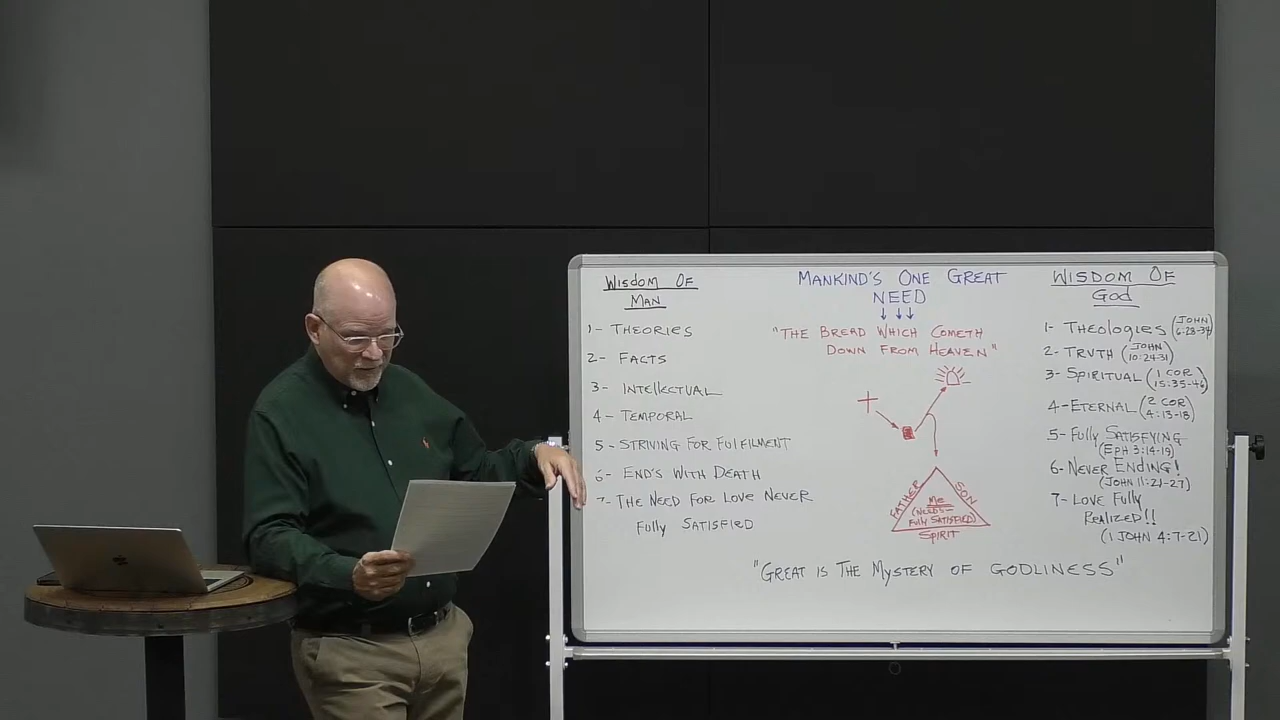 Wisdom Of
Man
1- Theories
2- Facts
3- Intellectual
4- Temporal
5- Striving For Fulfilment
6- End's With Death
7- The Need For Love Never
Fully Satisfied
Mankind's One Great
Need
"The Bread Which Cometh
Down From Heaven"
Father
Son
Me
(Needs-
Fully Satisfied)
Spirit
Wisdom Of
God
1- Theologies (John
6:28-34)
2- Truth (John
10:24-31)
3- Spiritual (1 Cor
15:35-46)
4- Eternal (2 Cor
4:13-18)
5- Fully Satisfying
(Eph 3:14-19)
6- Never Ending!
(John 11:21-27)
7- Love Fully
Realized!!
(1 John 4:7-21)
"Great is The Mystery of Godliness"